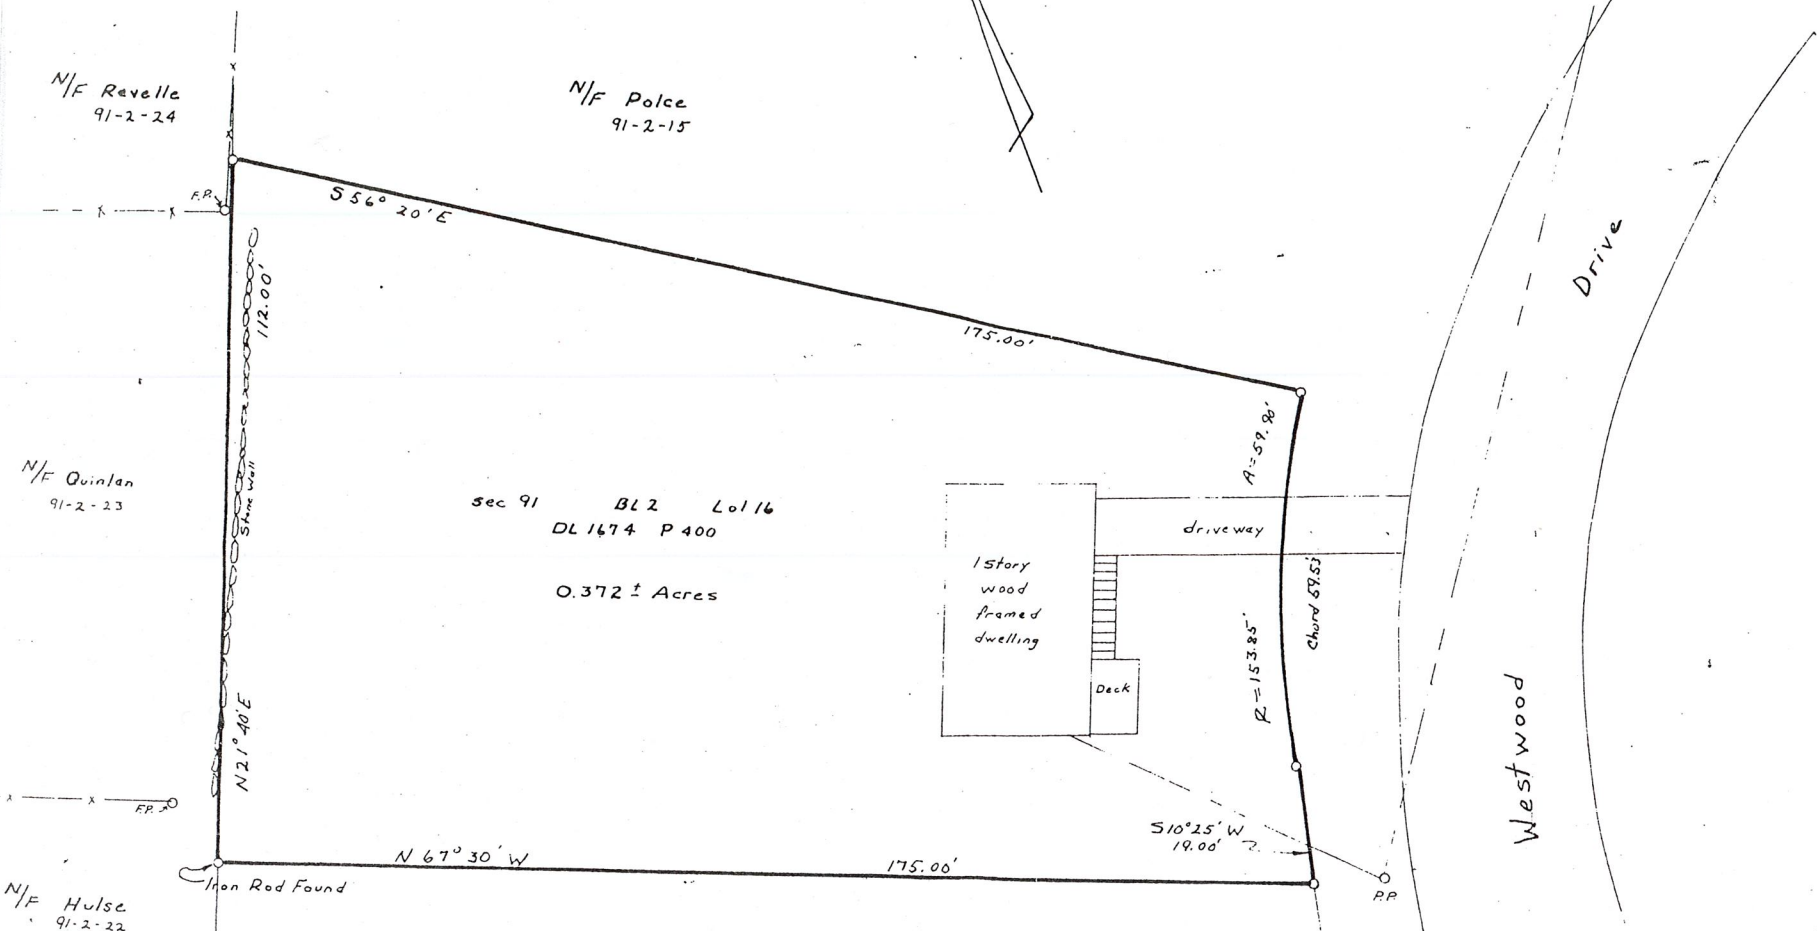 N/F Revelle
91-2-24
N/F Polce
91-2-15
F.P.
S 56° 20' E
175.00'
112.00'
Stone Wall
N 21° 40' E
N/F Quinlan
91-2-23
sec 91 BL 2 Lot 16
DL 1674 P 400
0.372 ± Acres
1 story
wood
framed
dwelling
driveway
Deck
A = 59.90'
Chord 59.53'
R = 153.85'
Westwood Drive
F.P.
S 10° 25' W
19.00'
N 67° 30' W
175.00'
Iron Rod Found
P.P.
N/F Hulse
91-2-22